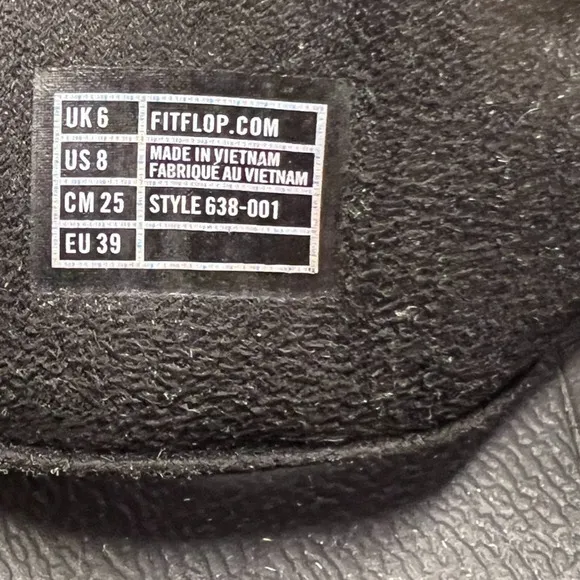 UK 6
FITFLOP.COM
US 8
MADE IN VIETNAM
FABRIQUÉ AU VIETNAM
CM 25
STYLE 638-001
EU 39